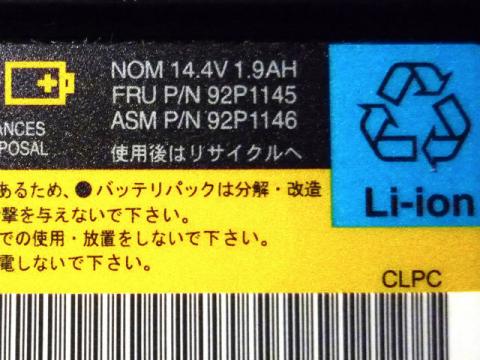 NOM 14.4V 1.9AH
FRU P/N 92P1145
ANCES
ASM P/N 92P1146
POSAL
使用後はリサイクルへ
あるため、●バッテリパックは分解・改造
撃を与えないで下さい。
での使用・放置をしないで下さい。
電しないで下さい。
Li-ion
CLPC